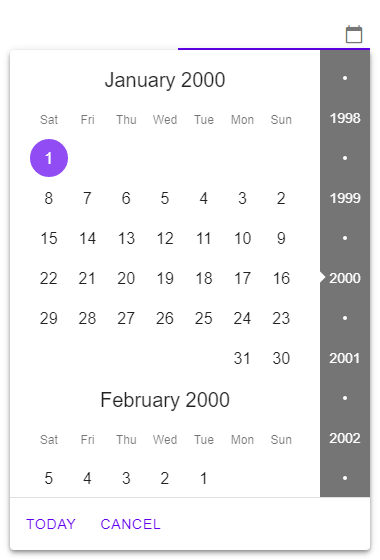 January 2000
Sat Fri Thu Wed Tue Mon Sun
1
8 7 6 5 4 3 2
15 14 13 12 11 10 9
22 21 20 19 18 17 16
29 28 27 26 25 24 23
31 30
February 2000
Sat Fri Thu Wed Tue Mon Sun
5 4 3 2 1
•
1998
•
1999
•
2000
•
2001
•
2002
•
TODAY CANCEL